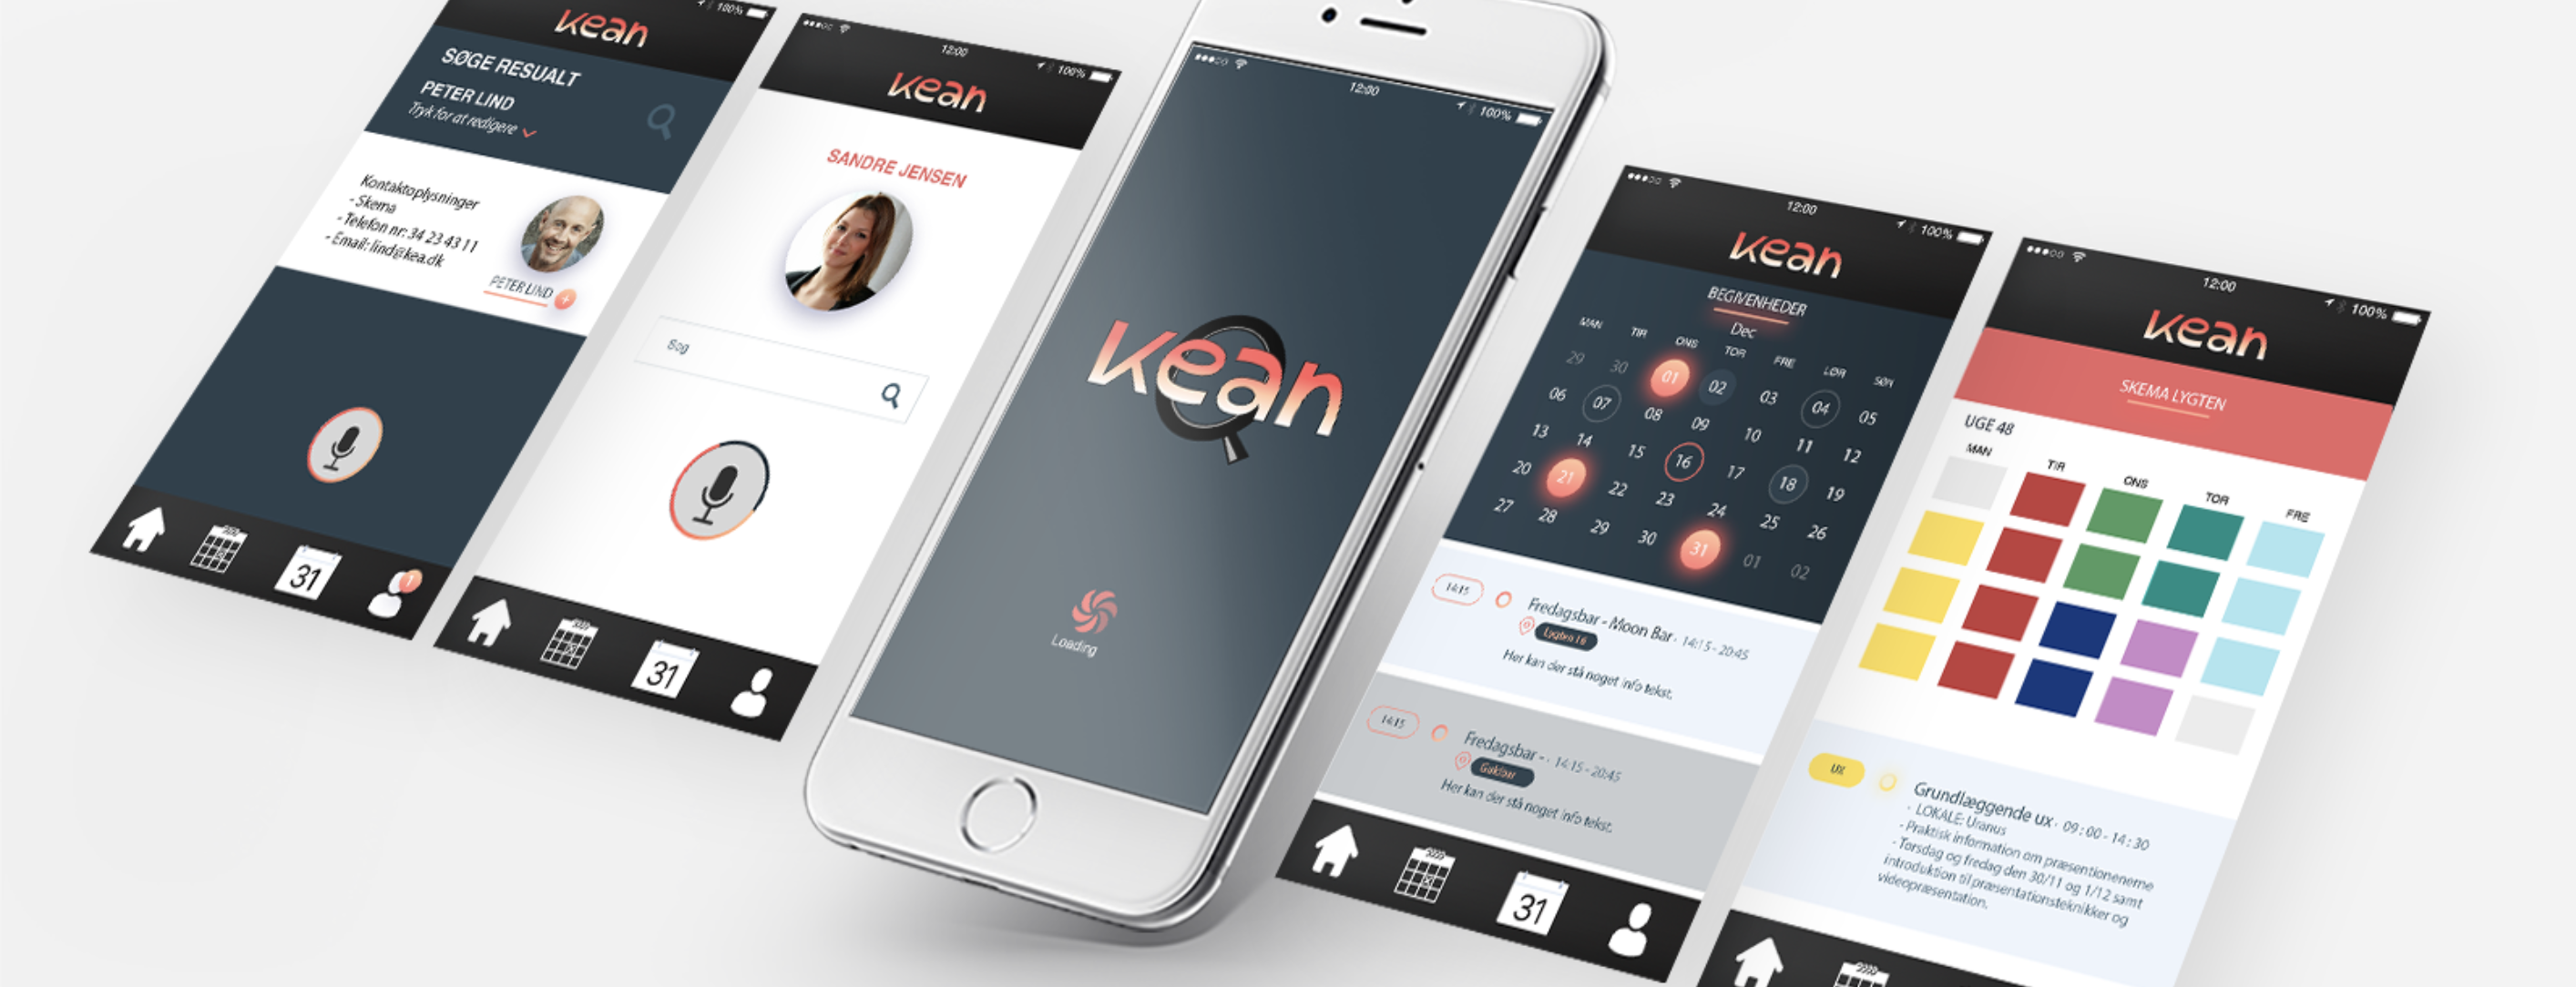 100%
kean
SØGE RESUALT
PETER LIND
Tryk for at redigere
Kontaktoplysninger
- Skema
- Telefon nr: 34 23 43 11
- Email: lind@kea.dk
PETER LIND
+
31
1
12:00
100%
kean
SANDRE JENSEN
Søg
31
12:00
100%
kean
Loading
12:00
100%
kean
BEGIVENHEDER
Dec
MAN TIR ONS TOR FRE LØR SØN
29 30 01 02 03 04 05
06 07 08 09 10 11 12
13 14 15 16 17 18 19
20 21 22 23 24 25 26
27 28 29 30 31 01 02
14:15
Fredagsbar - Moon Bar · 14:15 - 20:45
Lygten 16
Her kan der stå noget info tekst.
14:15
Fredagsbar - · 14:15 - 20:45
Her kan der stå noget info tekst.
31
12:00
100%
kean
SKEMA LYGTEN
UGE 48
MAN TIR ONS TOR FRE
UX
Grundlæggende ux · 09:00 - 14:30
- LOKALE: Uranus
- Praktisk information om præsentionenerne
- Torsdag og fredag den 30/11 og 1/12 samt
introduktion til præsentationsteknikker og
videopræsentation.